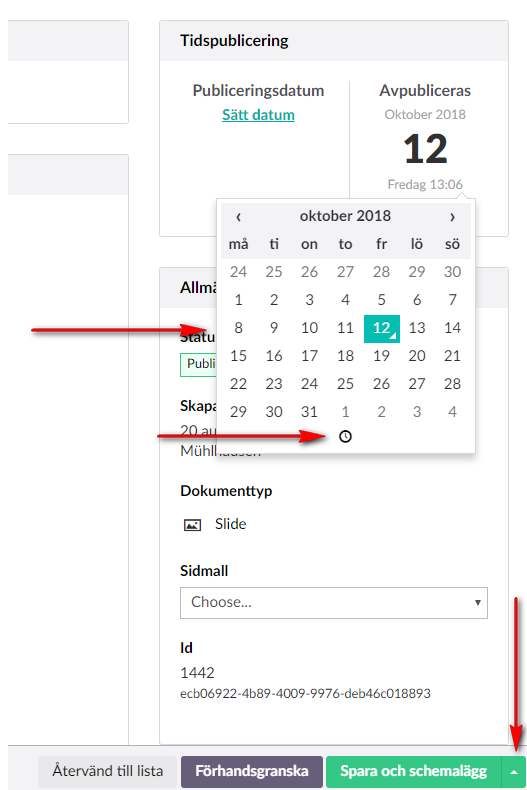 Tidspublicering
Publiceringsdatum
Sätt datum
Avpubliceras
Oktober 2018
12
Fredag 13:06
‹ oktober 2018 ›
må ti on to fr lö sö
24 25 26 27 28 29 30
1 2 3 4 5 6 7
8 9 10 11 12 13 14
15 16 17 18 19 20 21
22 23 24 25 26 27 28
29 30 31 1 2 3 4
Allmä
Statu
Publi
Skapa
20 au
Mühlhausen
Dokumenttyp
Slide
Sidmall
Choose...
Id
1442
ecb06922-4b89-4009-9976-deb46c018893
Återvänd till lista Förhandsgranska Spara och schemalägg